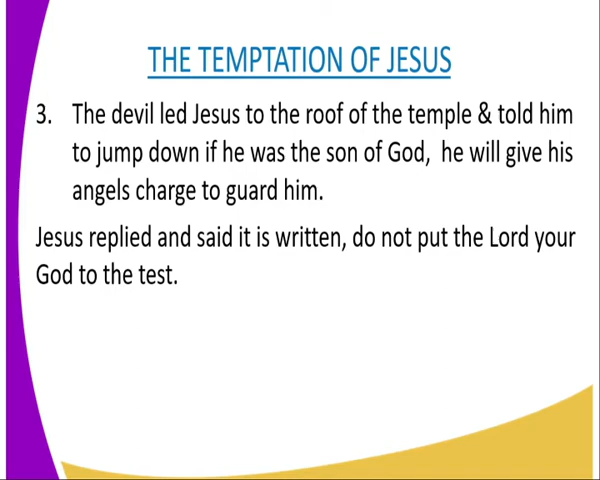 THE TEMPTATION OF JESUS
3. The devil led Jesus to the roof of the temple & told him
to jump down if he was the son of God, he will give his
angels charge to guard him.
Jesus replied and said it is written, do not put the Lord your
God to the test.